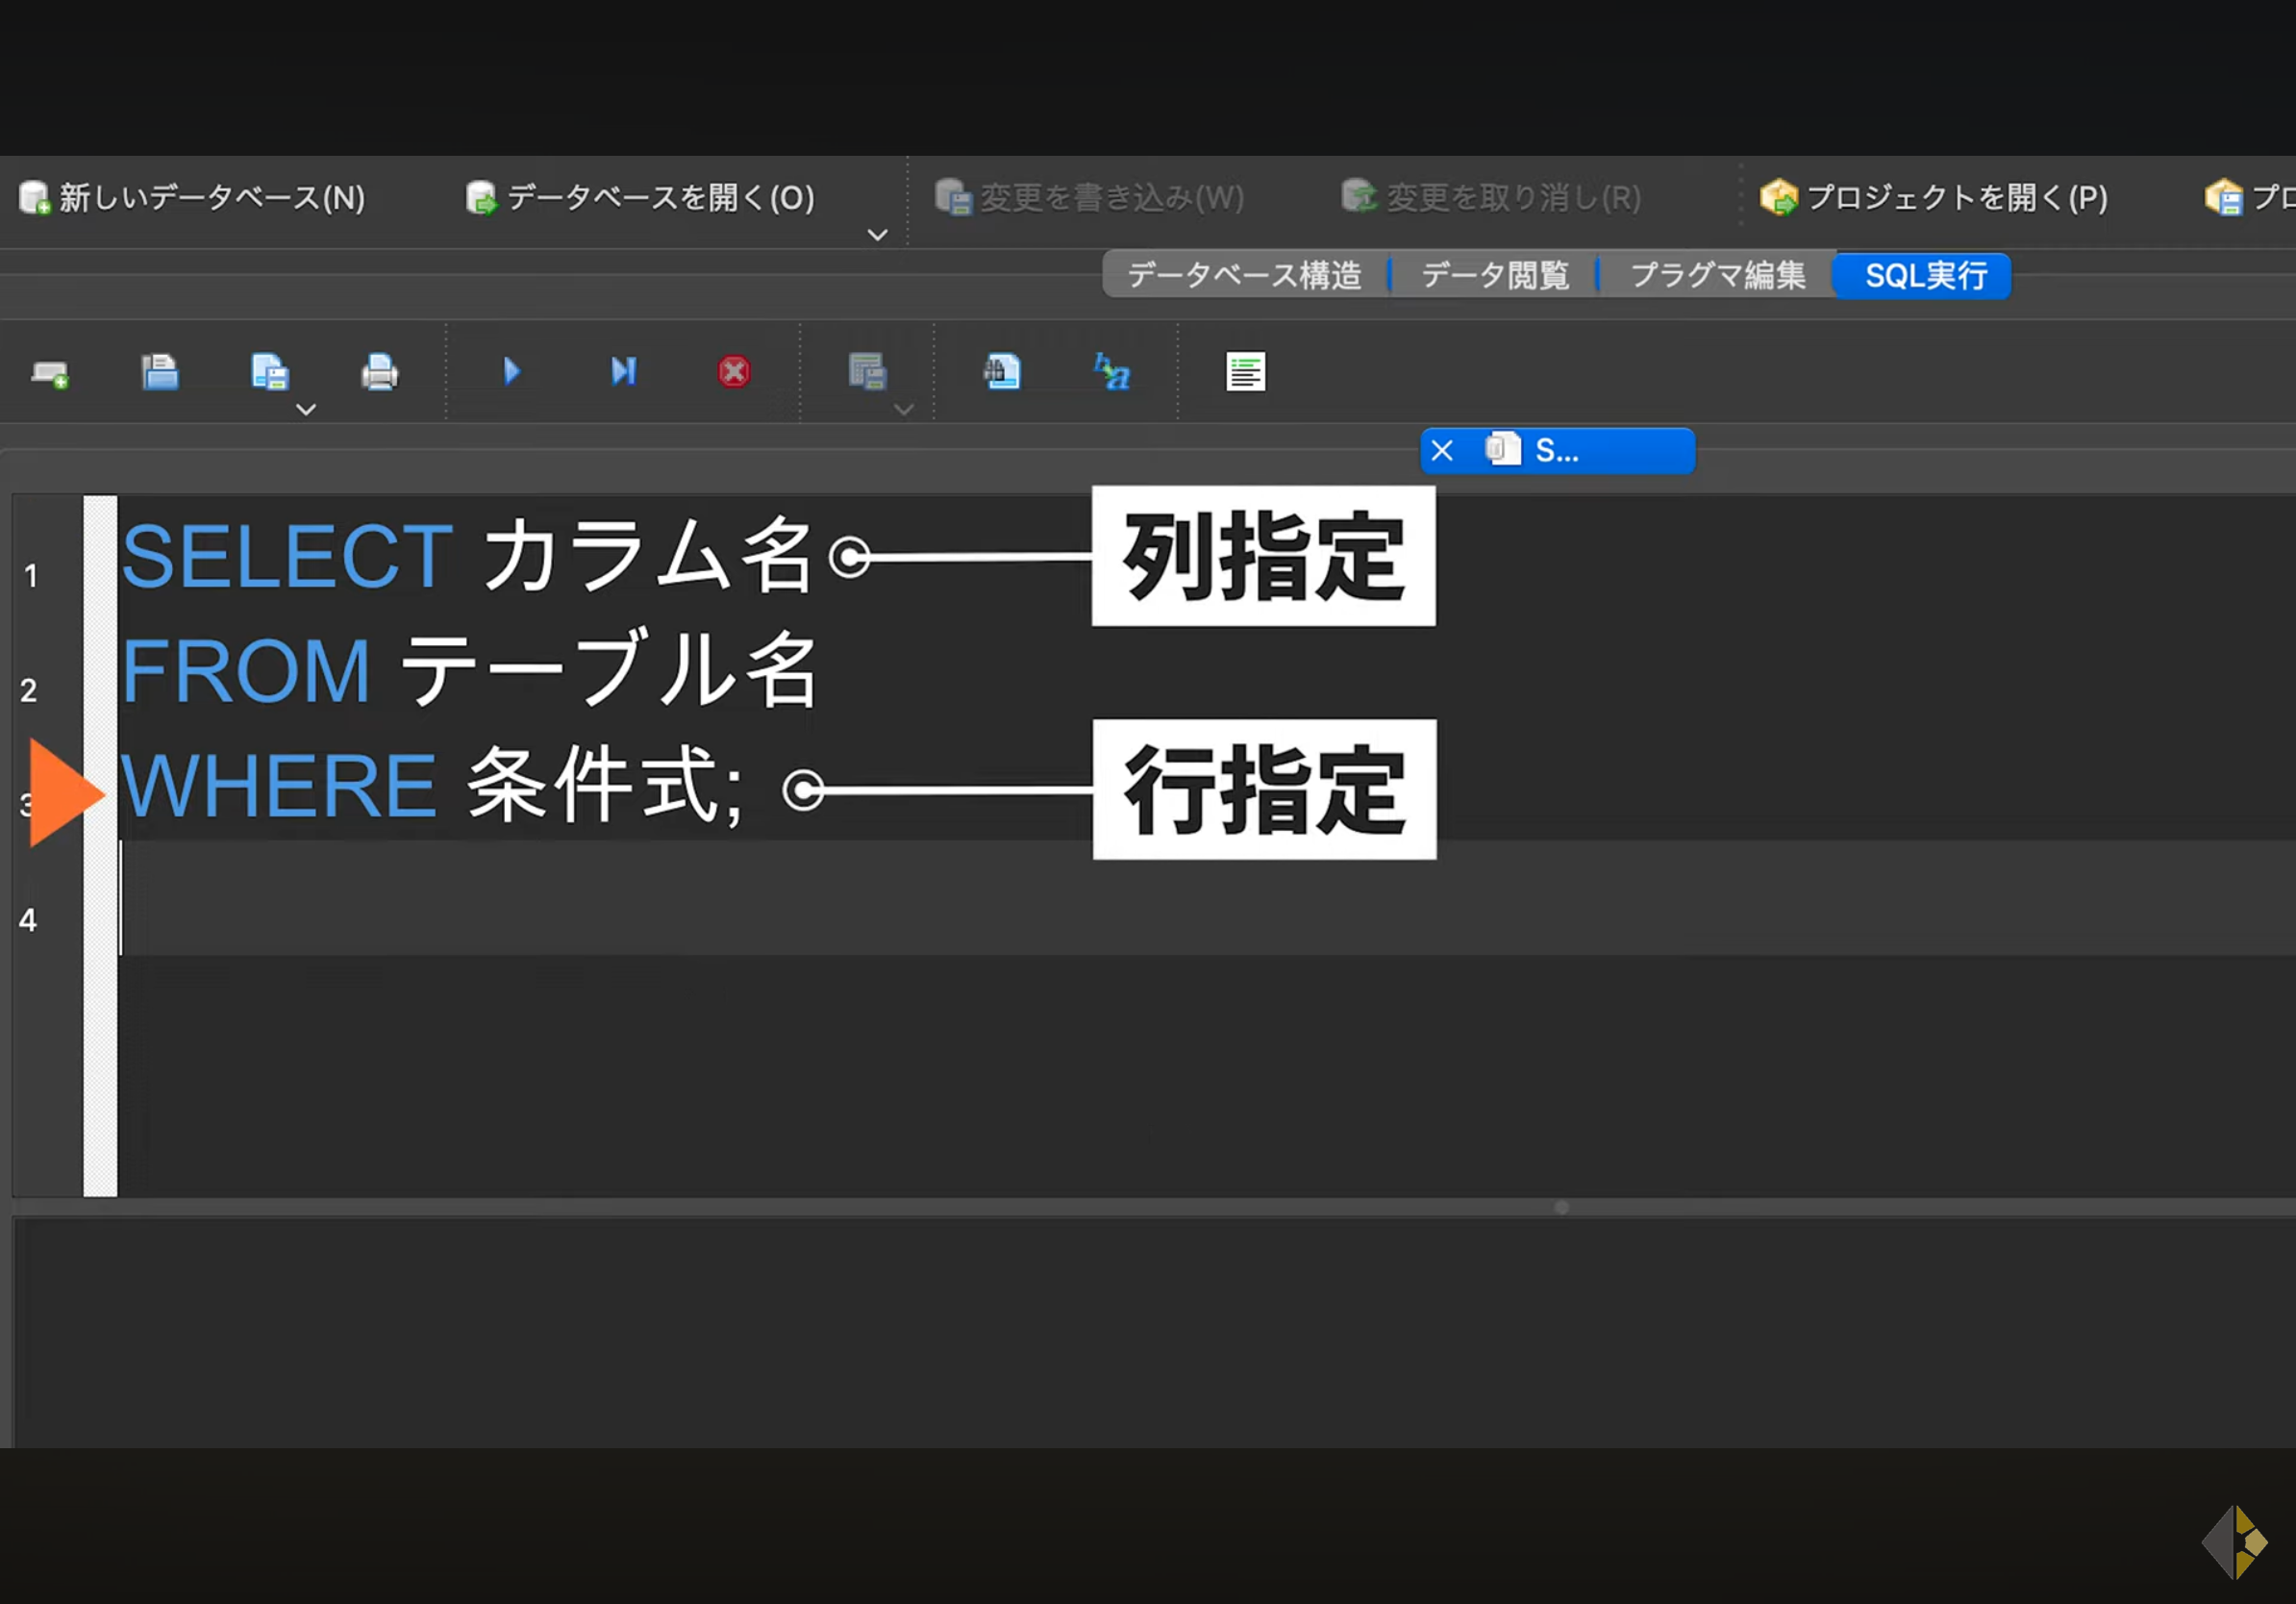 新しいデータベース(N) データベースを開く(O) 変更を書き込み(W) 変更を取り消し(R) プロジェクトを開く(P) プロ
データベース構造 データ閲覧 プラグマ編集 SQL実行
S...
1 SELECT カラム名 列指定
2 FROM テーブル名
3 WHERE 条件式; 行指定
4